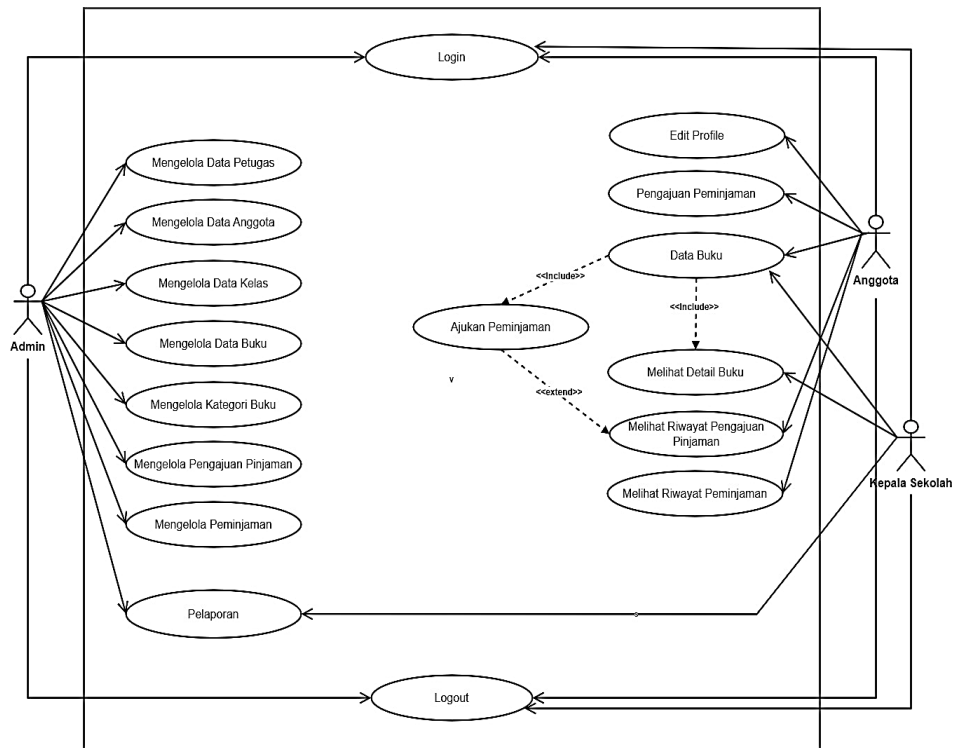 Login
Edit Profile
Mengelola Data Petugas
Pengajuan Peminjaman
Mengelola Data Anggota
Data Buku
<<Include>>
Anggota
Mengelola Data Kelas
<<Include>>
Ajukan Peminjaman
Admin
Mengelola Data Buku
Melihat Detail Buku
v
<<extend>>
Mengelola Kategori Buku
Melihat Riwayat Pengajuan
Pinjaman
Mengelola Pengajuan Pinjaman
Kepala Sekolah
Melihat Riwayat Peminjaman
Mengelola Peminjaman
Pelaporan
s
Logout